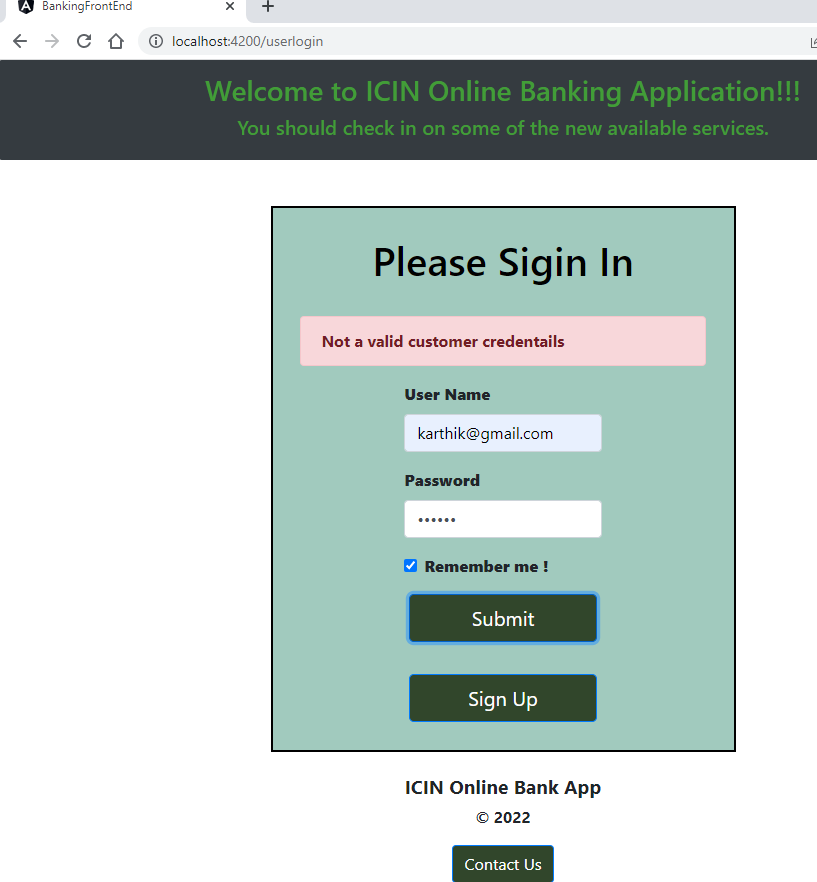 BankingFrontEnd
localhost:4200/userlogin
Welcome to ICIN Online Banking Application!!!
You should check in on some of the new available services.
Please Sigin In
Not a valid customer credentails
User Name
karthik@gmail.com
Password
••••••
Remember me !
Submit
Sign Up
ICIN Online Bank App
© 2022
Contact Us